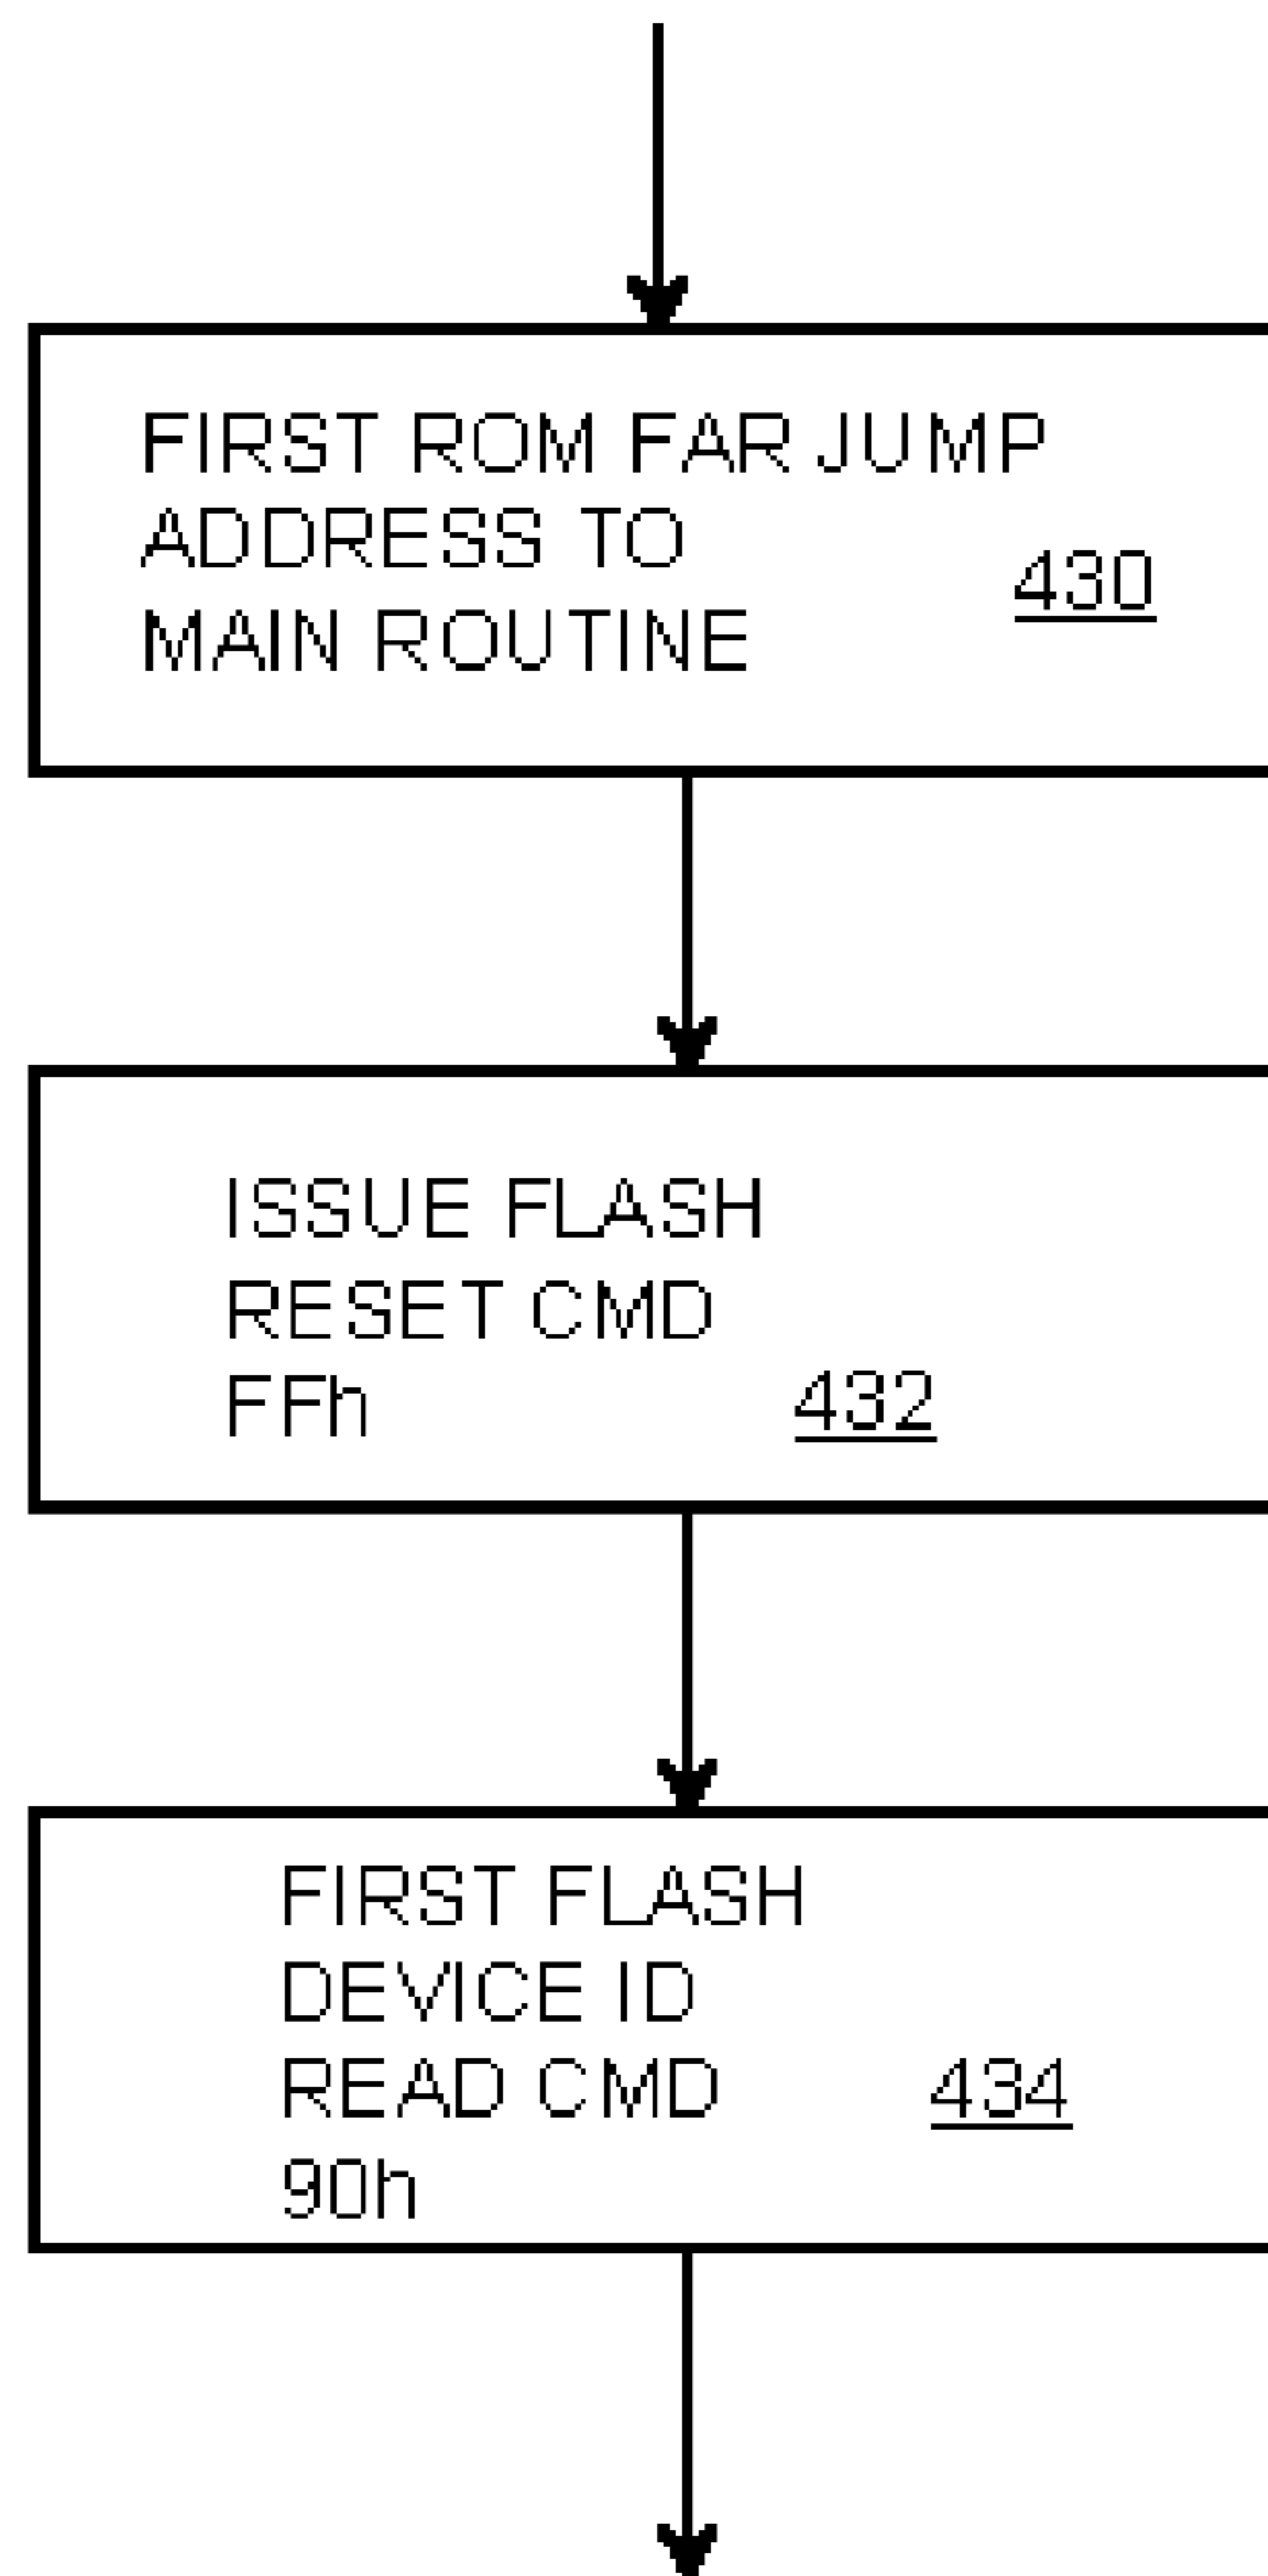 FIRST ROM FAR JUMP
ADDRESS TO
430
MAIN ROUTINE
ISSUE FLASH
RESET CMD
FFh
432
FIRST FLASH
DEVICE ID
READ CMD
434
90h